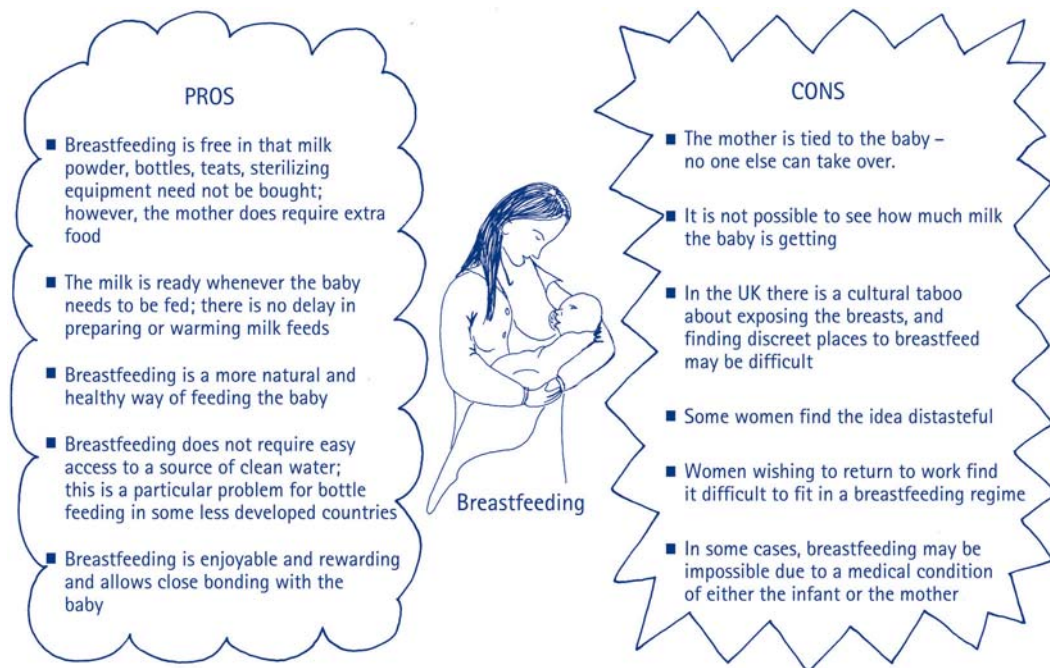 PROS
■ Breastfeeding is free in that milk
powder, bottles, teats, sterilizing
equipment need not be bought;
however, the mother does require extra
food
■ The milk is ready whenever the baby
needs to be fed; there is no delay in
preparing or warming milk feeds
■ Breastfeeding is a more natural and
healthy way of feeding the baby
■ Breastfeeding does not require easy
access to a source of clean water;
this is a particular problem for bottle
feeding in some less developed countries
■ Breastfeeding is enjoyable and rewarding
and allows close bonding with the
baby
Breastfeeding
CONS
■ The mother is tied to the baby –
no one else can take over.
■ It is not possible to see how much milk
the baby is getting
■ In the UK there is a cultural taboo
about exposing the breasts, and
finding discreet places to breastfeed
may be difficult
■ Some women find the idea distasteful
■ Women wishing to return to work find
it difficult to fit in a breastfeeding regime
■ In some cases, breastfeeding may be
impossible due to a medical condition
of either the infant or the mother